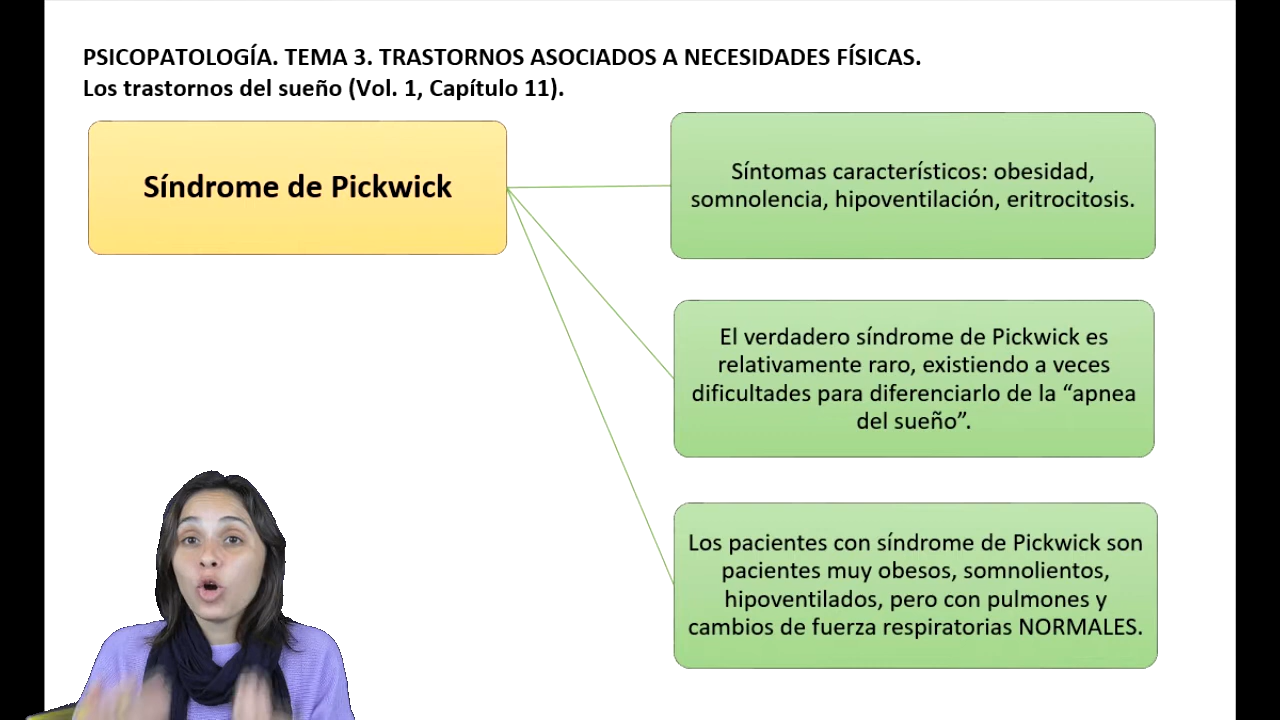 PSICOPATOLOGÍA. TEMA 3. TRASTORNOS ASOCIADOS A NECESIDADES FÍSICAS.
Los trastornos del sueño (Vol. 1, Capítulo 11).
Síndrome de Pickwick
Síntomas característicos: obesidad,
somnolencia, hipoventilación, eritrocitosis.
El verdadero síndrome de Pickwick es
relativamente raro, existiendo a veces
dificultades para diferenciarlo de la “apnea
del sueño”.
Los pacientes con síndrome de Pickwick son
pacientes muy obesos, somnolientos,
hipoventilados, pero con pulmones y
cambios de fuerza respiratorias NORMALES.